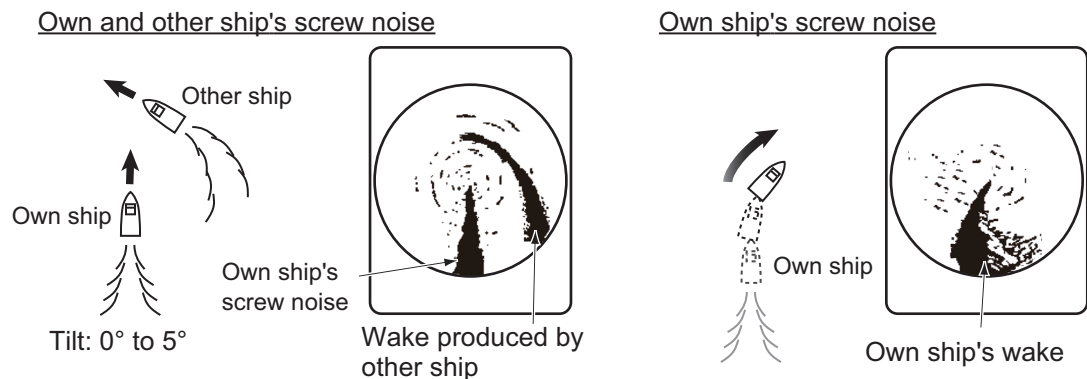 Own and other ship's screw noise
Other ship
Own ship
Own ship's
screw noise
Tilt: 0° to 5°
Wake produced by
other ship
Own ship's screw noise
Own ship
Own ship's wake